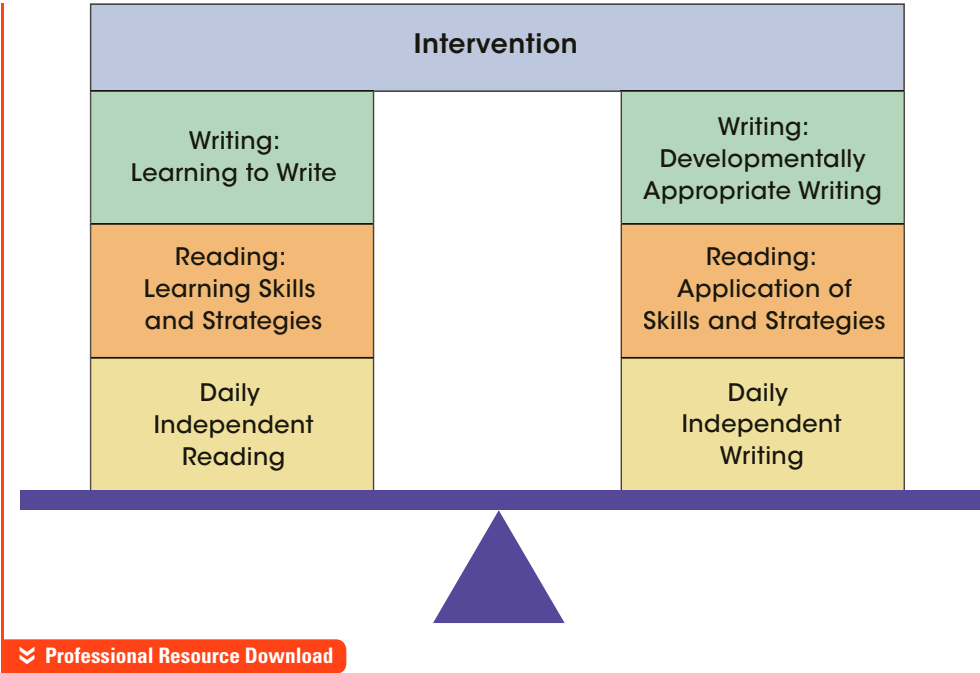 Intervention
Writing:
Learning to Write
Reading:
Learning Skills
and Strategies
Daily
Independent
Reading
Writing:
Developmentally
Appropriate Writing
Reading:
Application of
Skills and Strategies
Daily
Independent
Writing
Professional Resource Download